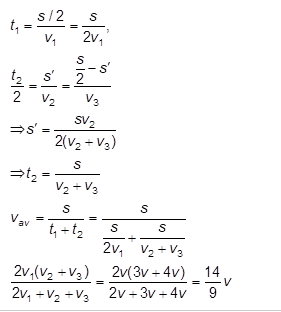 t₁ = (s/2)/v₁ = s/(2v₁),
t₂/2 = s′/v₂ = (s/2 − s′)/v₃
⇒s′ = sv₂/(2(v₂ + v₃))
⇒t₂ = s/(v₂ + v₃)
vₐᵥ = s/(t₁ + t₂) = s/(s/(2v₁) + s/(v₂ + v₃))
2v₁(v₂ + v₃)/(2v₁ + v₂ + v₃) = 2v(3v + 4v)/(2v + 3v + 4v) = (14/9)v